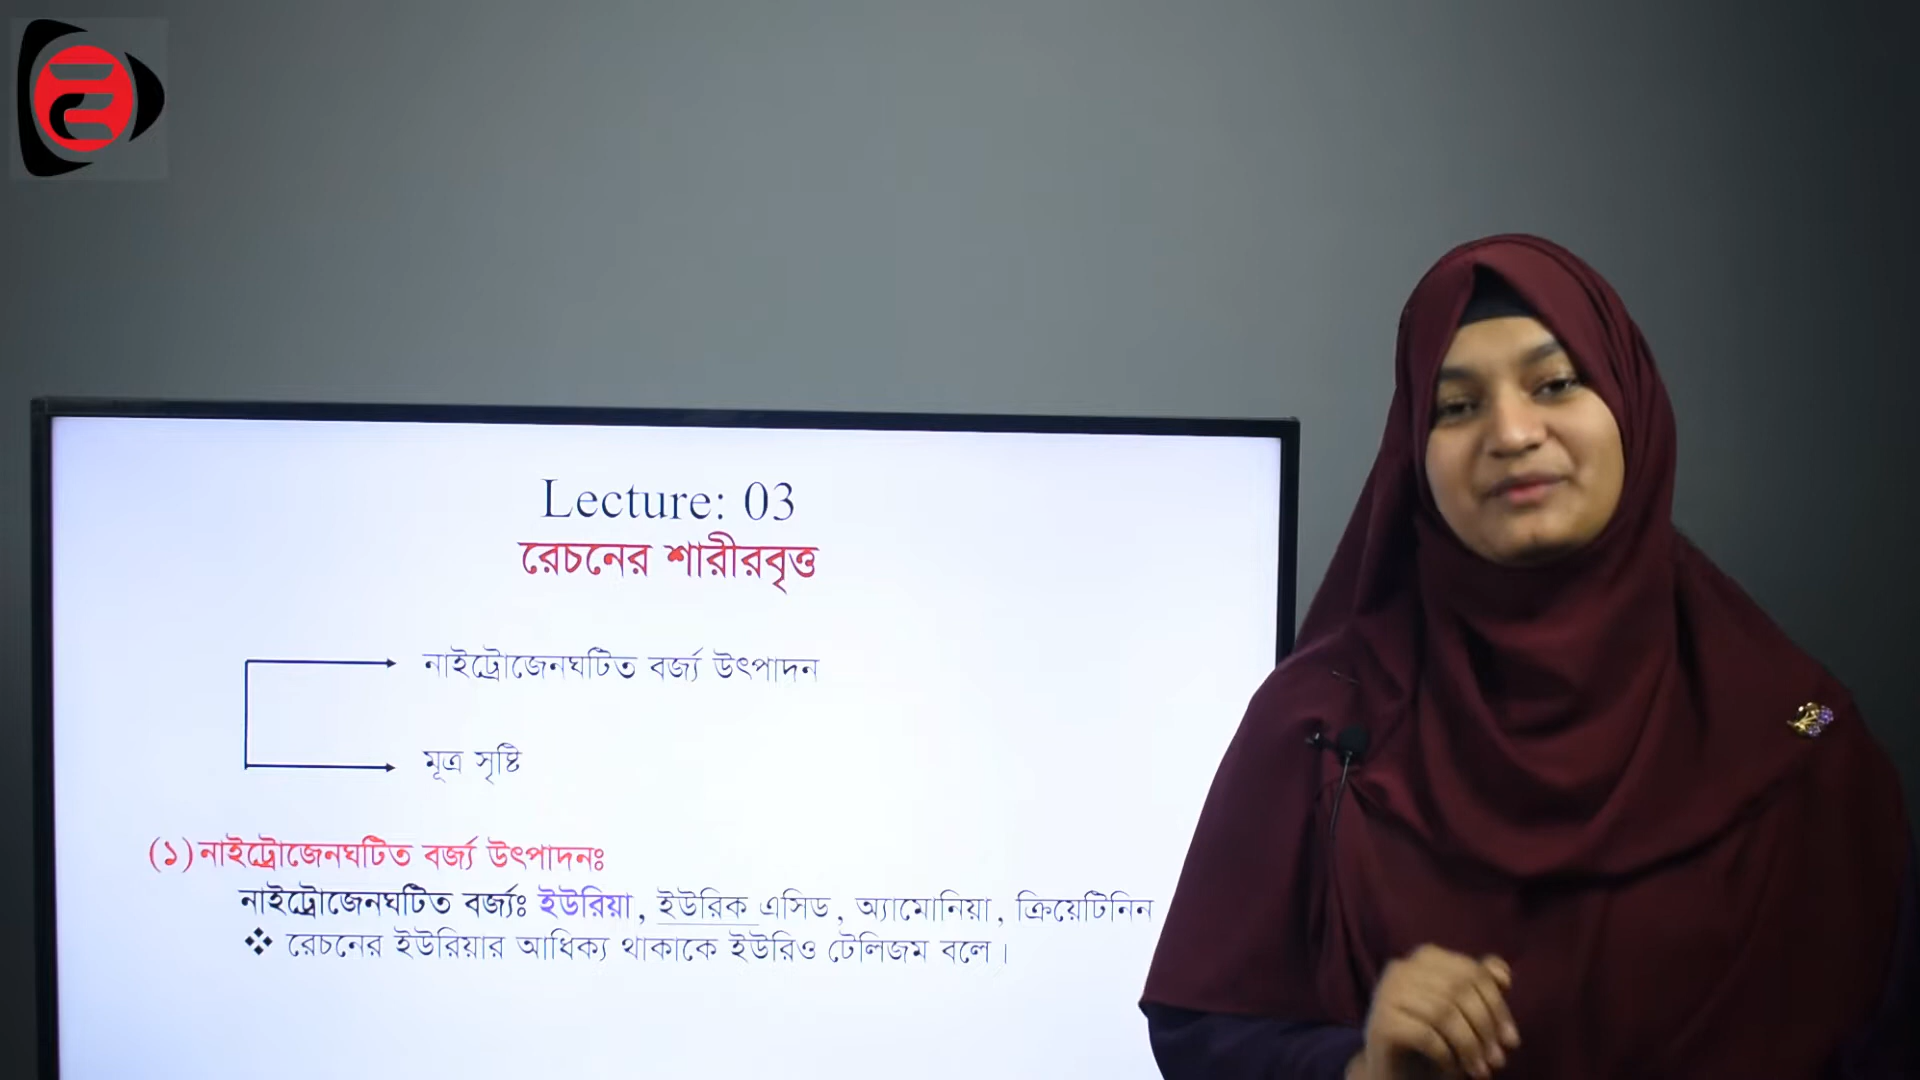 Lecture: 03
রেচনের শারীরবৃত্ত
নাইট্রোজেনঘটিত বর্জ্য উৎপাদন
মূত্র সৃষ্টি
(১) নাইট্রোজেনঘটিত বর্জ্য উৎপাদনঃ
নাইট্রোজেনঘটিত বর্জ্যঃ ইউরিয়া, ইউরিক এসিড, অ্যামোনিয়া, ক্রিয়েটিনিন
❖ রেচনের ইউরিয়ার আধিক্য থাকাকে ইউরিও টেলিজম বলে।